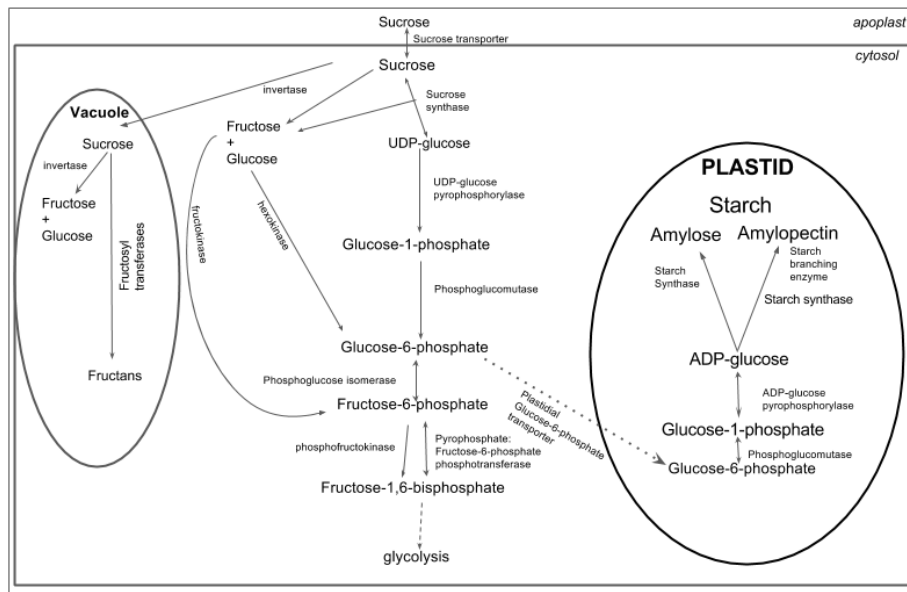 Sucrose
apoplast
Sucrose transporter
cytosol
Sucrose
invertase
Sucrose
synthase
Vacuole
Sucrose
invertase
Fructose
+
Glucose
Fructosyl
transferases
Fructans
Fructose
+
Glucose
fructokinase
hexokinase
UDP-glucose
UDP-glucose
pyrophosphorylase
Glucose-1-phosphate
Phosphoglucomutase
Glucose-6-phosphate
Phosphoglucose isomerase
Fructose-6-phosphate
phosphofructokinase
Pyrophosphate:
Fructose-6-phosphate
phosphotransferase
Fructose-1,6-bisphosphate
glycolysis
Plastidial
Glucose-6-phosphate
transporter
PLASTID
Starch
Amylose
Amylopectin
Starch
Synthase
Starch
branching
enzyme
Starch synthase
ADP-glucose
ADP-glucose
pyrophosphorylase
Glucose-1-phosphate
Phosphoglucomutase
Glucose-6-phosphate